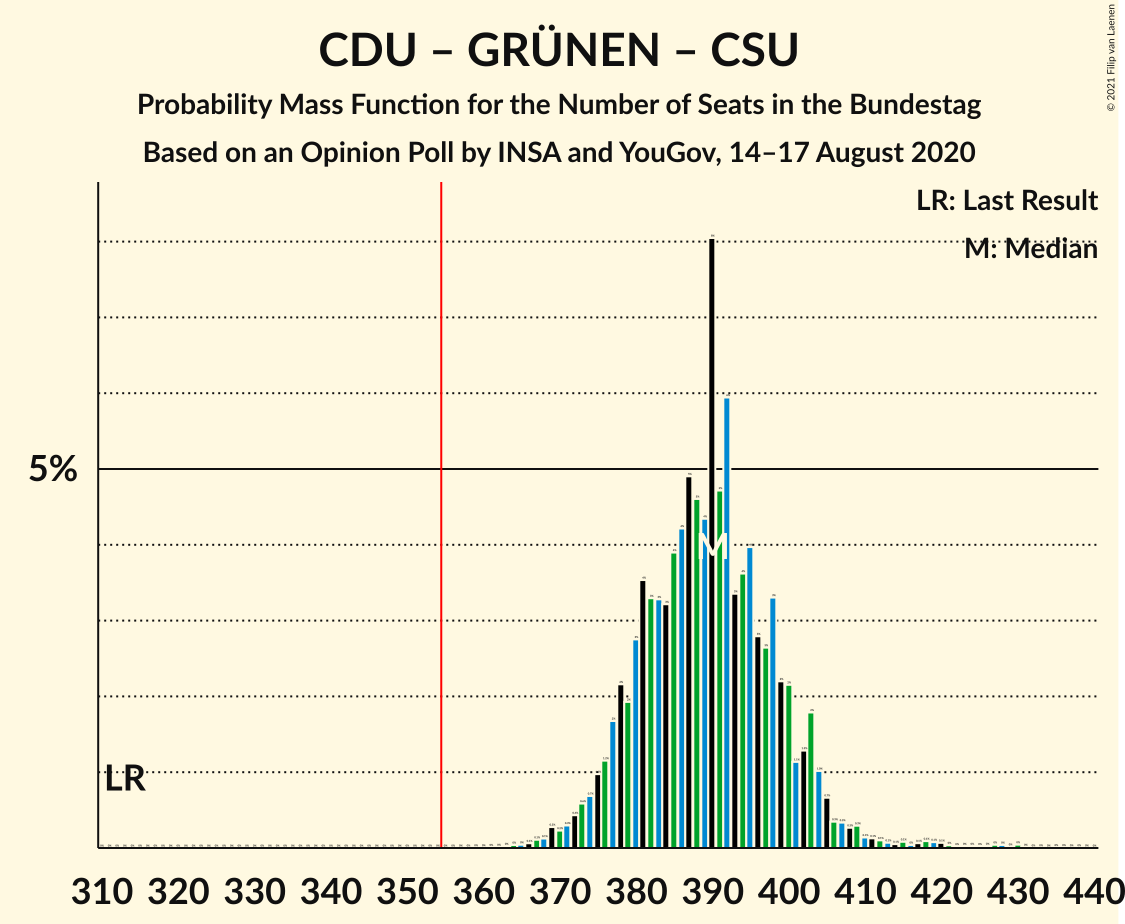 CDU – GRÜNEN – CSU
Probability Mass Function for the Number of Seats in the Bundestag
Based on an Opinion Poll by INSA and YouGov, 14–17 August 2020
© 2021 Filip van Laenen
LR: Last Result
M: Median
5%
M
LR
310 320 330 340 350 360 370 380 390 400 410 420 430 440